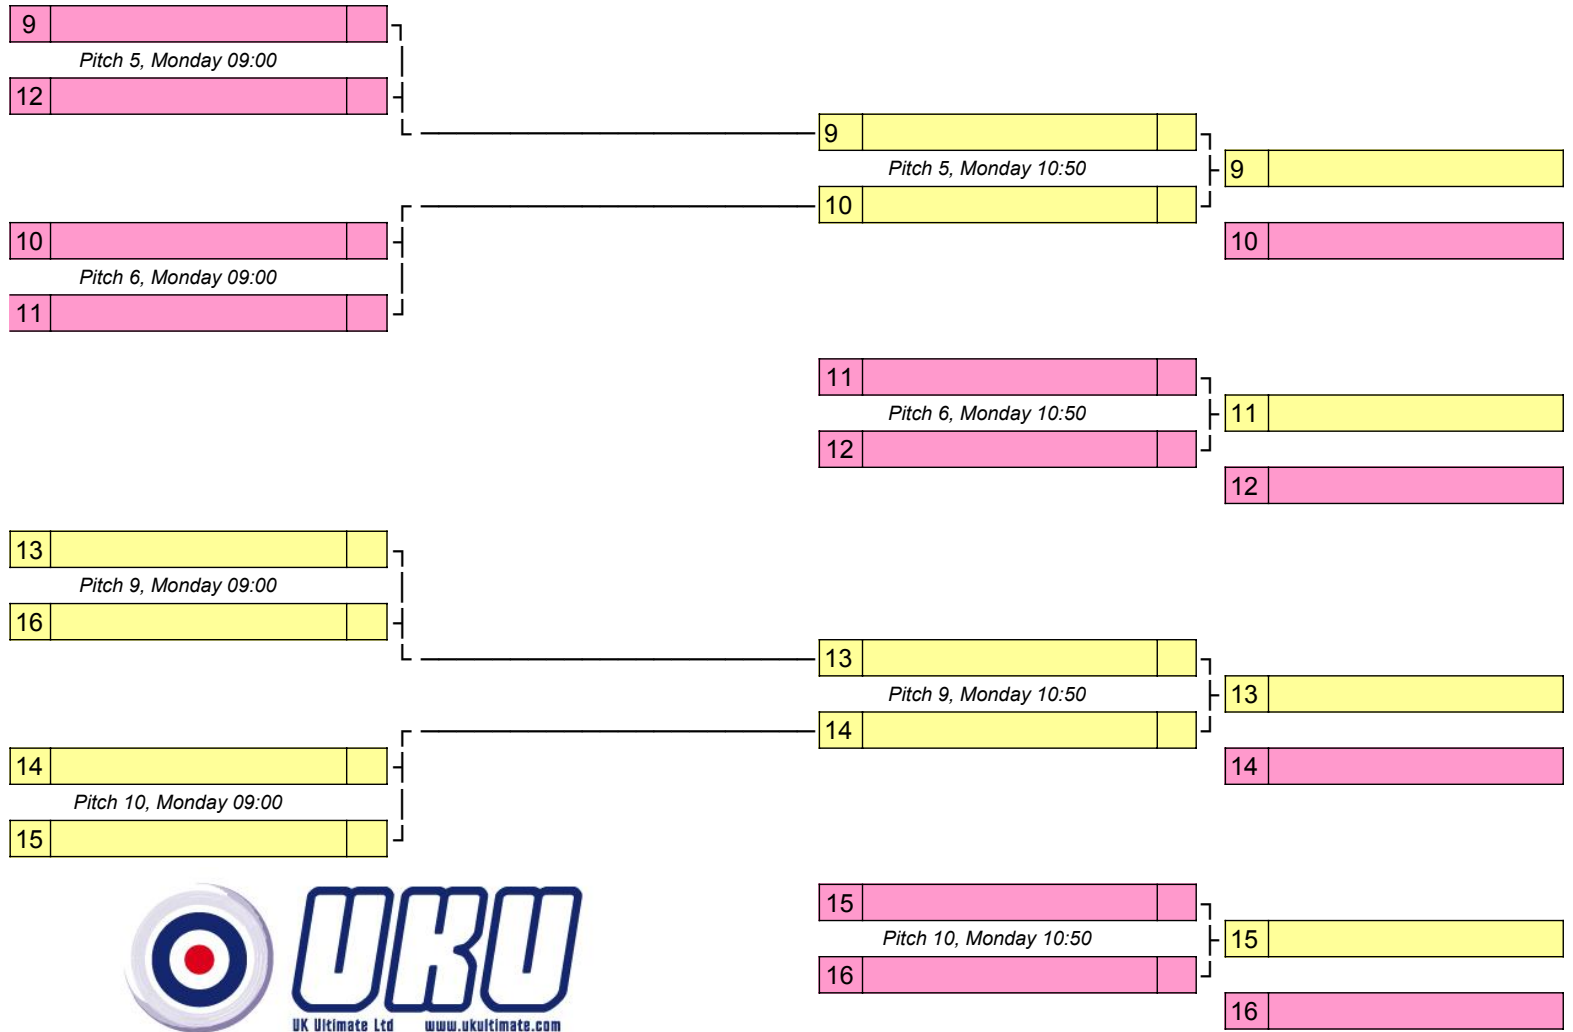 9
Pitch 5, Monday 09:00
12
10
Pitch 6, Monday 09:00
11
9
Pitch 5, Monday 10:50
10
9
10
11
Pitch 6, Monday 10:50
12
11
12
13
Pitch 9, Monday 09:00
16
14
Pitch 10, Monday 09:00
15
13
Pitch 9, Monday 10:50
14
13
14
15
Pitch 10, Monday 10:50
16
15
16
UKU
UK Ultimate Ltd www.ukultimate.com